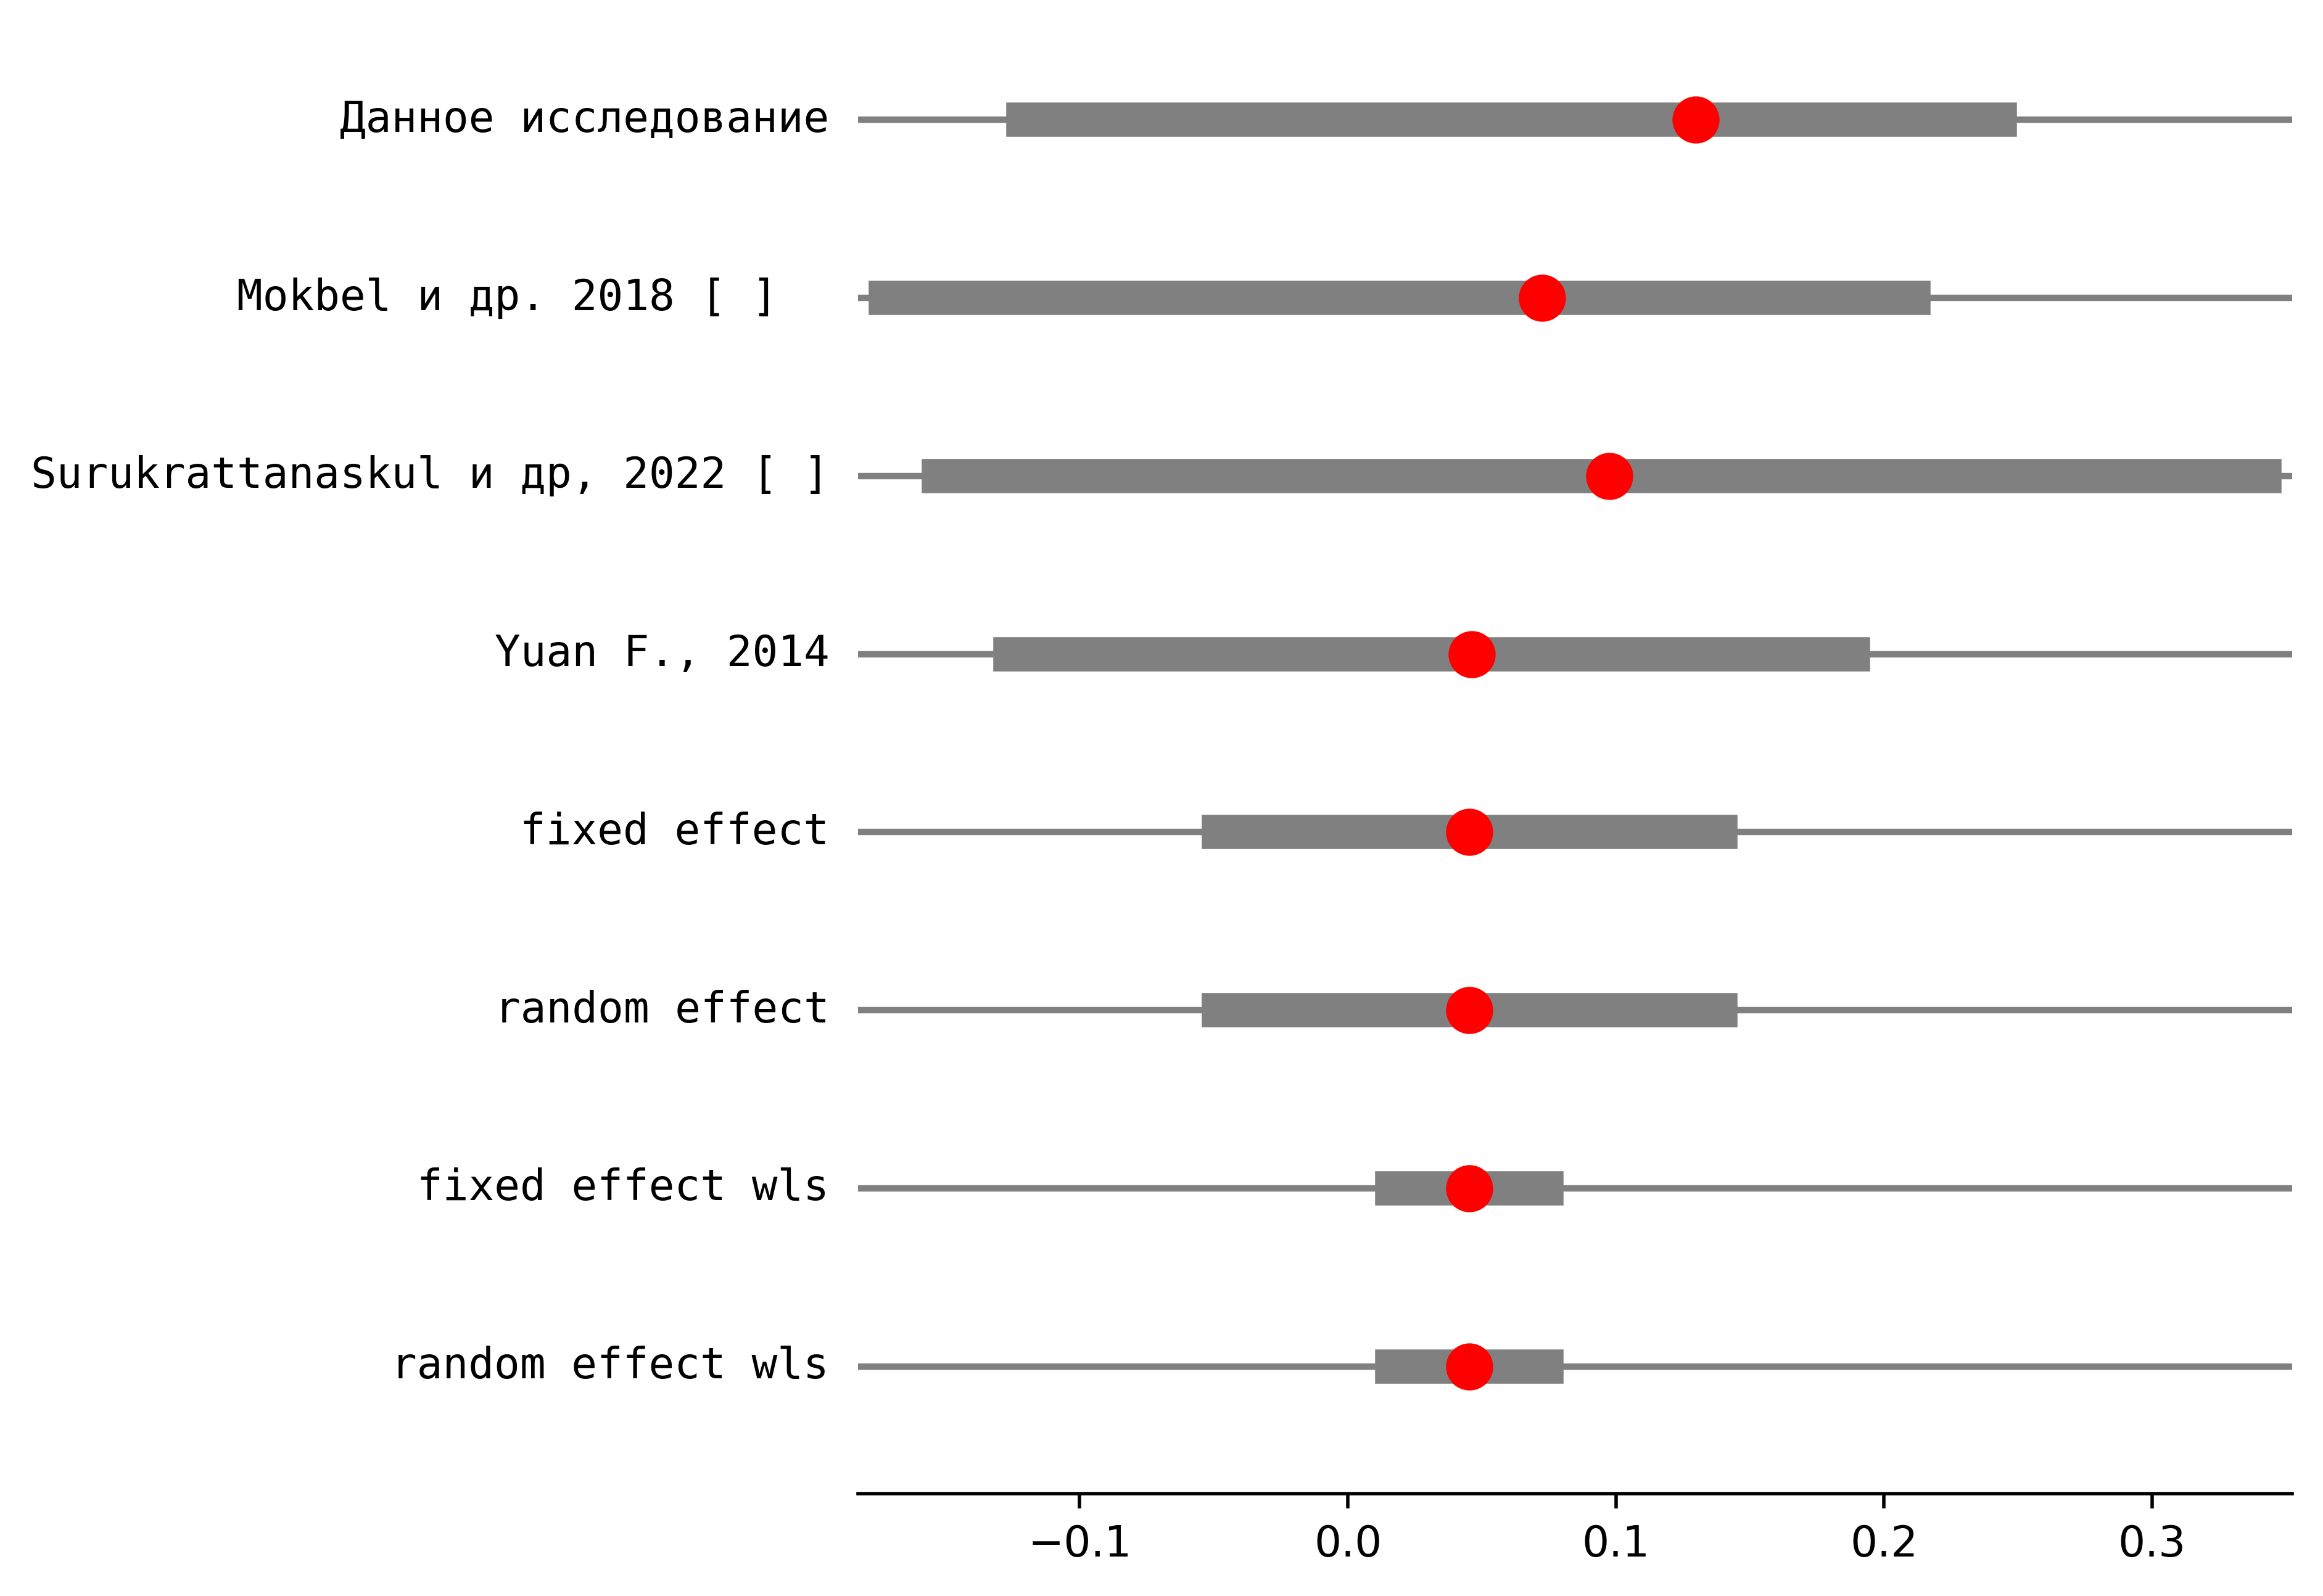 Данное исследование
Mokbel и др. 2018 [ ]
Surukrattanaskul и др, 2022 [ ]
Yuan F., 2014
fixed effect
random effect
fixed effect wls
random effect wls
−0.1 0.0 0.1 0.2 0.3